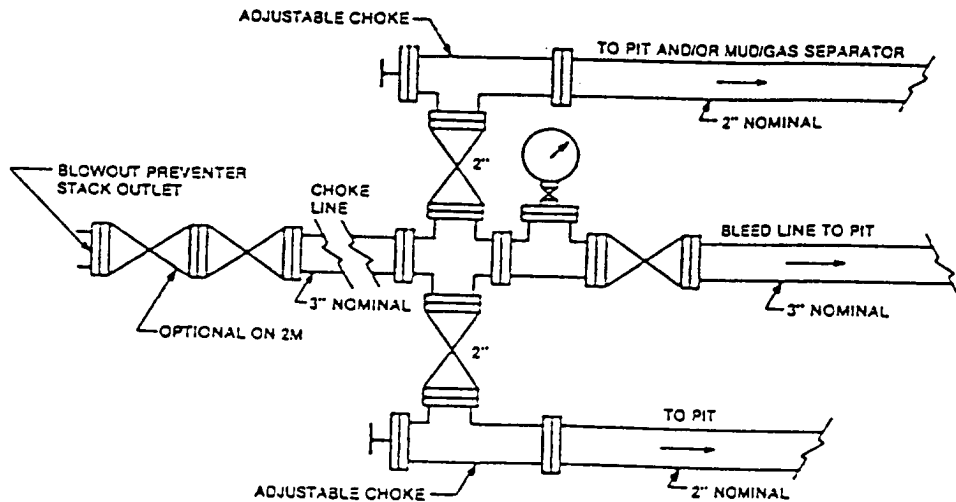 ADJUSTABLE CHOKE
TO PIT AND/OR MUD/GAS SEPARATOR
2" NOMINAL
2"
BLOWOUT PREVENTER
STACK OUTLET
CHOKE
LINE
BLEED LINE TO PIT
3" NOMINAL
3" NOMINAL
OPTIONAL ON 2M
2"
TO PIT
ADJUSTABLE CHOKE
2" NOMINAL